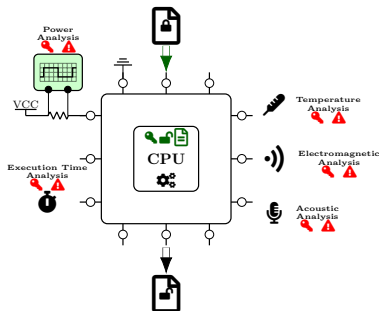 Power
Analysis
VCC
Execution Time
Analysis
CPU
Temperature
Analysis
Electromagnetic
Analysis
Acoustic
Analysis